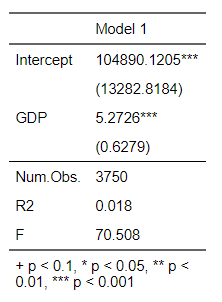 Model 1
Intercept 104890.1205***
(13282.8184)
GDP 5.2726***
(0.6279)
Num.Obs. 3750
R2 0.018
F 70.508
+ p < 0.1, * p < 0.05, ** p <
0.01, *** p < 0.001